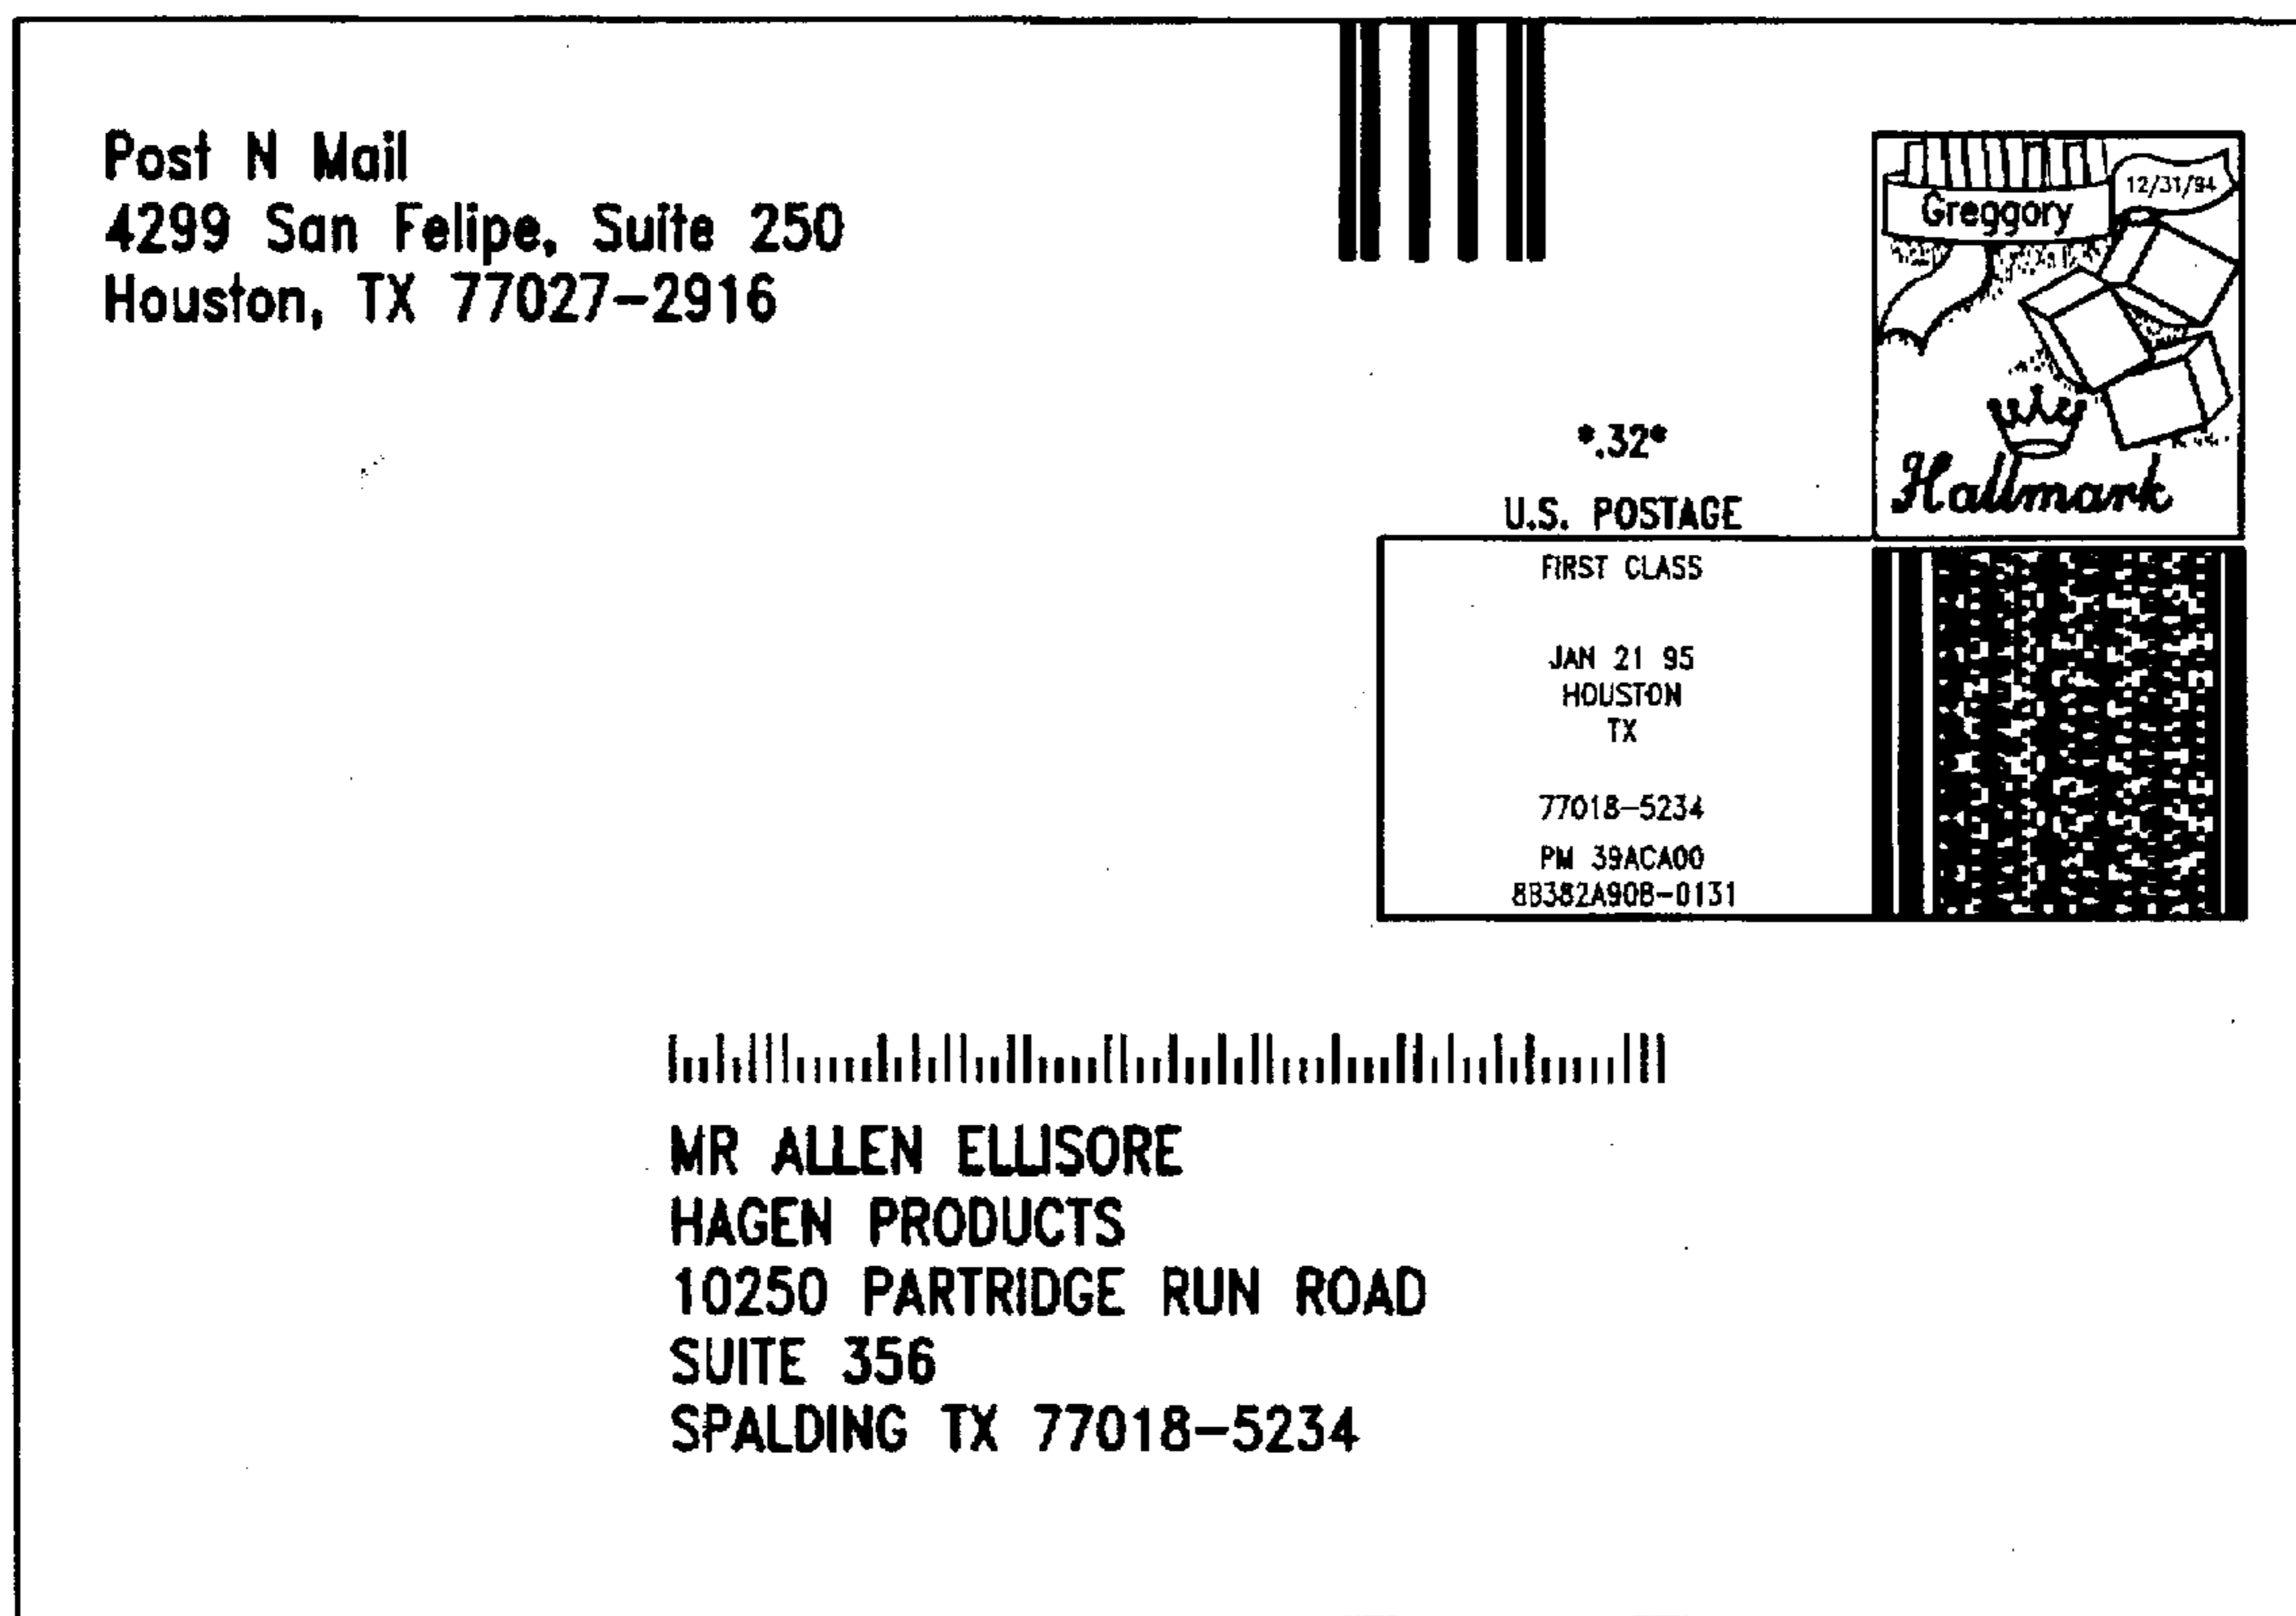 Post N Mail
4299 San Felipe, Suite 250
Houston, TX 77027-2916
12/31/94
Greggory
Hallmark
*.32*
U.S. POSTAGE
FIRST CLASS
JAN 21 95
HOUSTON
TX
77018-5234
PM 39ACA00
8B382A90B-0131
MR ALLEN ELLISORE
HAGEN PRODUCTS
10250 PARTRIDGE RUN ROAD
SUITE 356
SPALDING TX 77018-5234